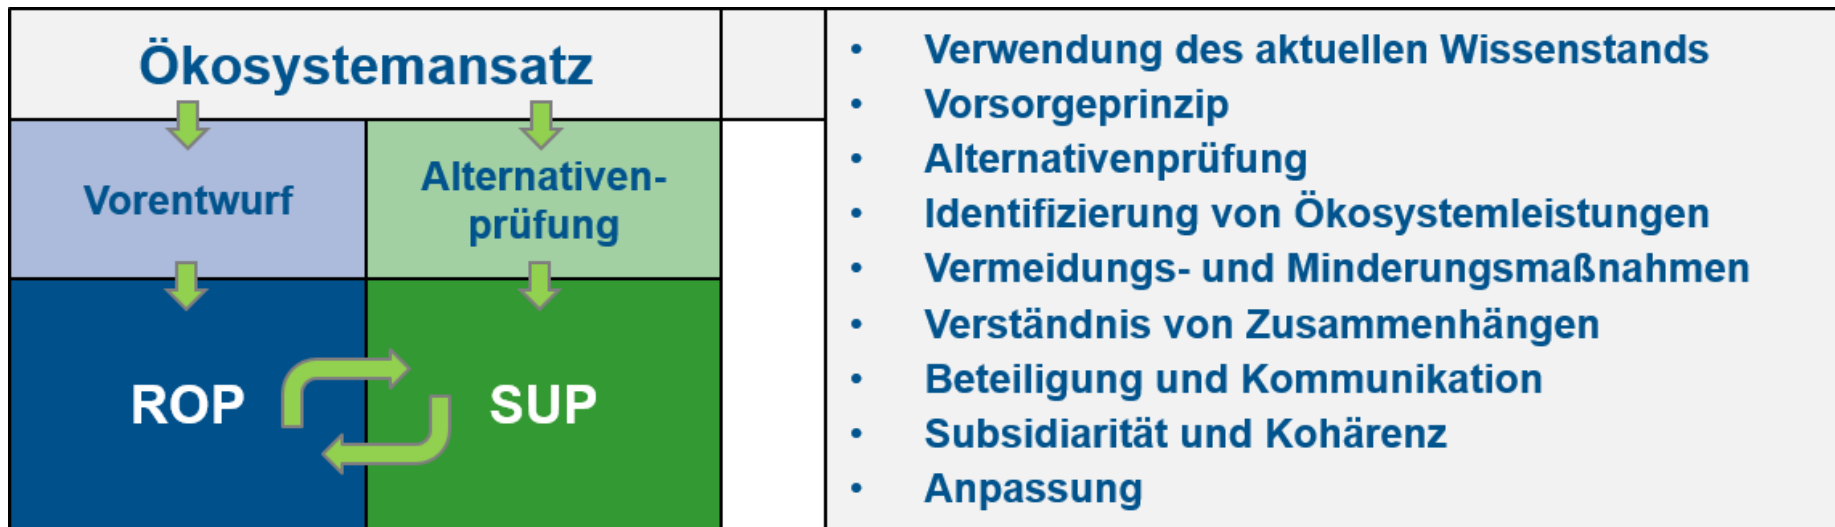 Ökosystemansatz
Vorentwurf
Alternativen-
prüfung
ROP
SUP
• Verwendung des aktuellen Wissenstands
• Vorsorgeprinzip
• Alternativenprüfung
• Identifizierung von Ökosystemleistungen
• Vermeidungs- und Minderungsmaßnahmen
• Verständnis von Zusammenhängen
• Beteiligung und Kommunikation
• Subsidiarität und Kohärenz
• Anpassung